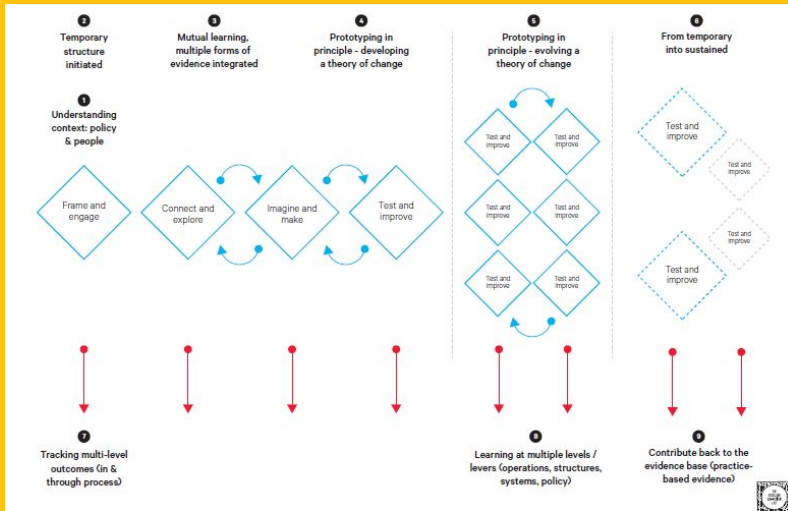 2
Temporary
structure
initiated
3
Mutual learning,
multiple forms of
evidence integrated
4
Prototyping in
principle - developing
a theory of change
5
Prototyping in
principle - evolving a
theory of change
6
From temporary
into sustained
1
Understanding
context: policy
& people
Frame and
engage
Connect and
explore
Imagine and
make
Test and
improve
Test and
improve
Test and
improve
Test and
improve
Test and
improve
Test and
improve
Test and
improve
Test and
improve
Test and
improve
Test and
improve
Test and
improve
7
Tracking multi-level
outcomes (in &
through process)
8
Learning at multiple levels /
levers (operations, structures,
systems, policy)
9
Contribute back to the
evidence base (practice-
based evidence)